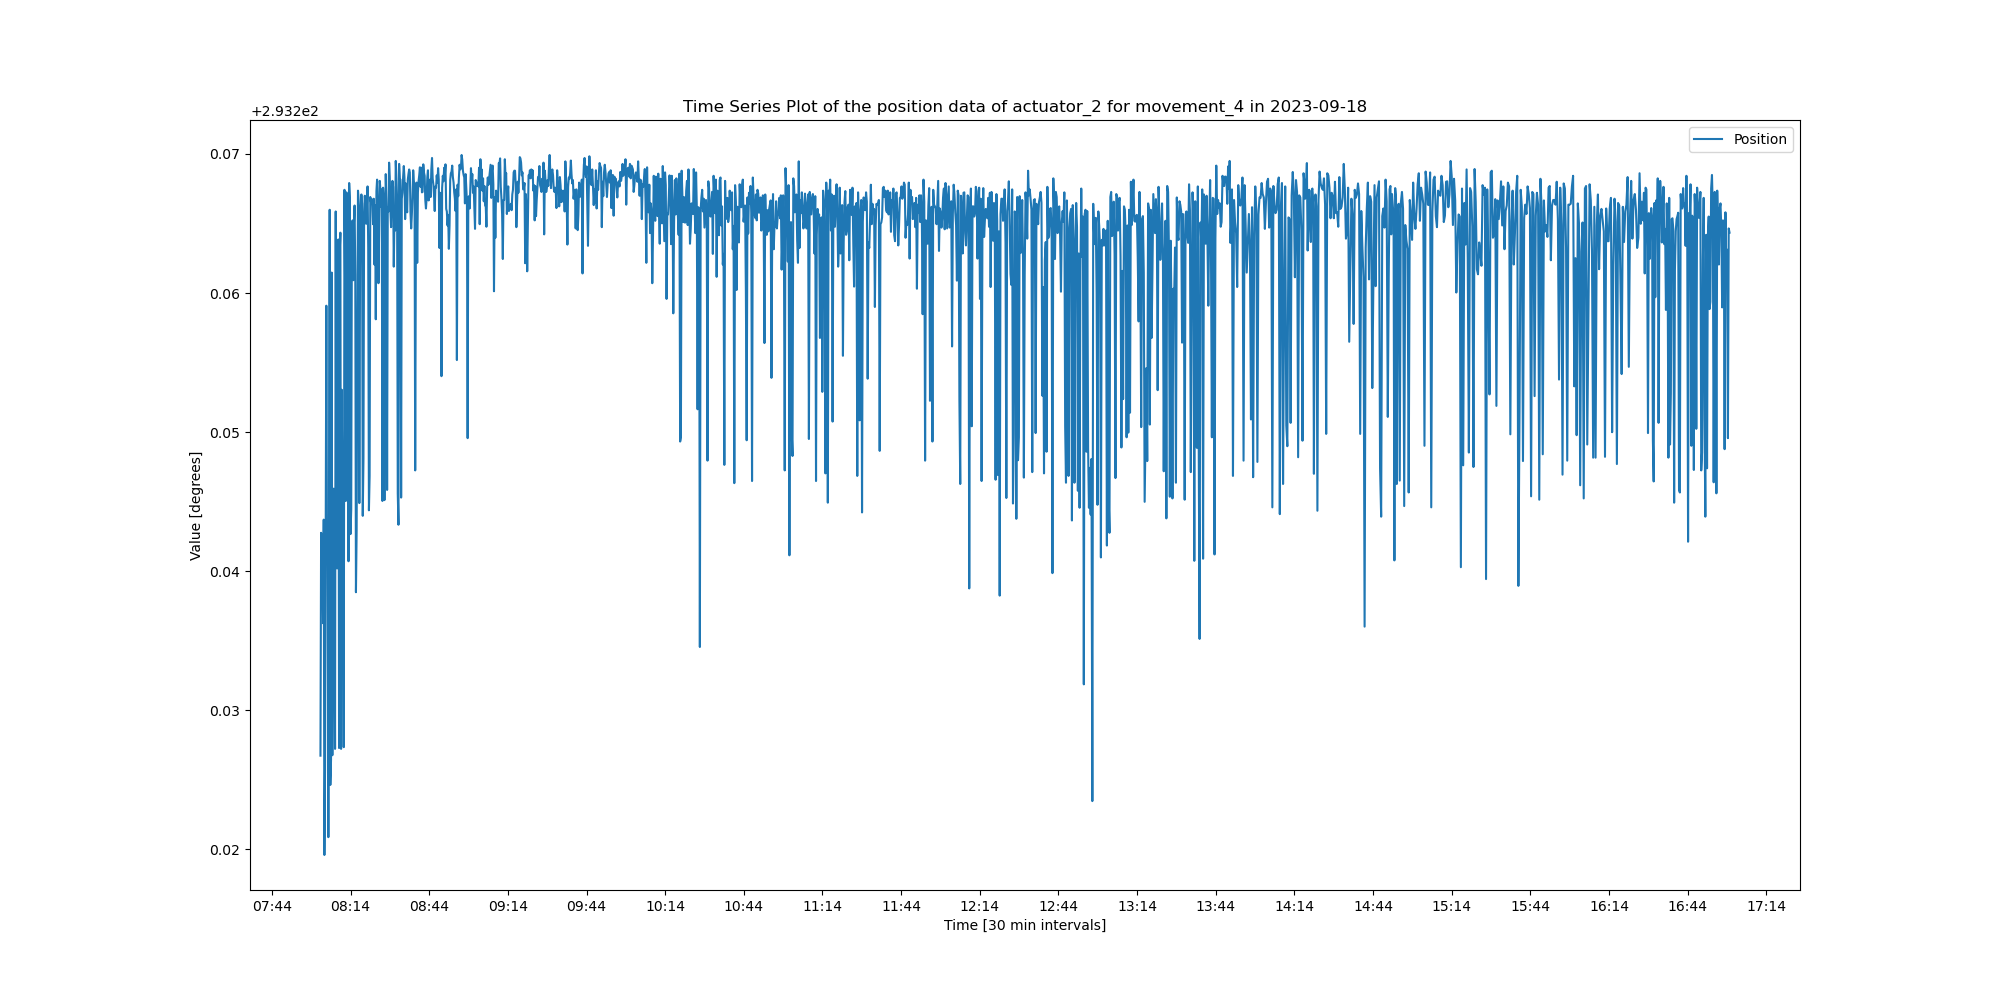 Time Series Plot of the position data of actuator_2 for movement_4 in 2023-09-18
+2.932e2
Position
0.07
0.06
0.05
0.04
0.03
0.02
Value [degrees]
07:44 08:14 08:44 09:14 09:44 10:14 10:44 11:14 11:44 12:14 12:44 13:14 13:44 14:14 14:44 15:14 15:44 16:14 16:44 17:14
Time [30 min intervals]